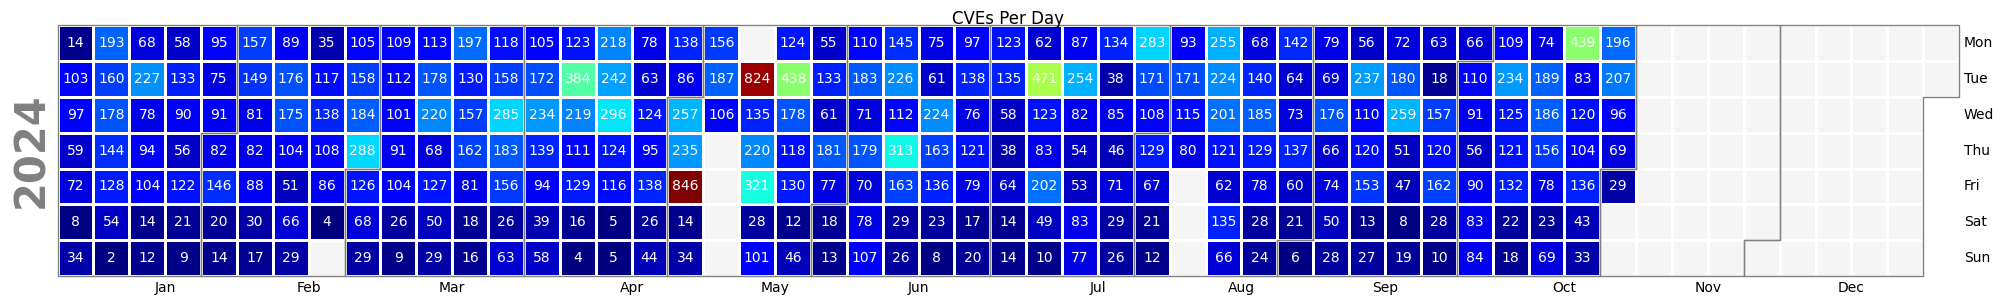 CVEs Per Day
14 193 68 58 95 157 89 35 105 109 113 197 118 105 123 218 78 138 156 124 55 110 145 75 97 123 62 87 134 283 93 255 68 142 79 56 72 63 66 109 74 439 196 Mon
103 160 227 133 75 149 176 117 158 112 178 130 158 172 384 242 63 86 187 824 438 133 183 226 61 138 135 471 254 38 171 171 224 140 64 69 237 180 18 110 234 189 83 207 Tue
97 178 78 90 91 81 175 138 184 101 220 157 285 234 219 296 124 257 106 135 178 61 71 112 224 76 58 123 82 85 108 115 201 185 73 176 110 259 157 91 125 186 120 96 Wed
59 144 94 56 82 82 104 108 288 91 68 162 183 139 111 124 95 235 220 118 181 179 313 163 121 38 83 54 46 129 80 121 129 137 66 120 51 120 56 121 156 104 69 Thu
72 128 104 122 146 88 51 86 126 104 127 81 156 94 129 116 138 846 321 130 77 70 163 136 79 64 202 53 71 67 62 78 60 74 153 47 162 90 132 78 136 29 Fri
8 54 14 21 20 30 66 4 68 26 50 18 26 39 16 5 26 14 28 12 18 78 29 23 17 14 49 83 29 21 135 28 21 50 13 8 28 83 22 23 43 Sat
34 2 12 9 14 17 29 29 9 29 16 63 58 4 5 44 34 101 46 13 107 26 8 20 14 10 77 26 12 66 24 6 28 27 19 10 84 18 69 33 Sun
2024
Jan Feb Mar Apr May Jun Jul Aug Sep Oct Nov Dec